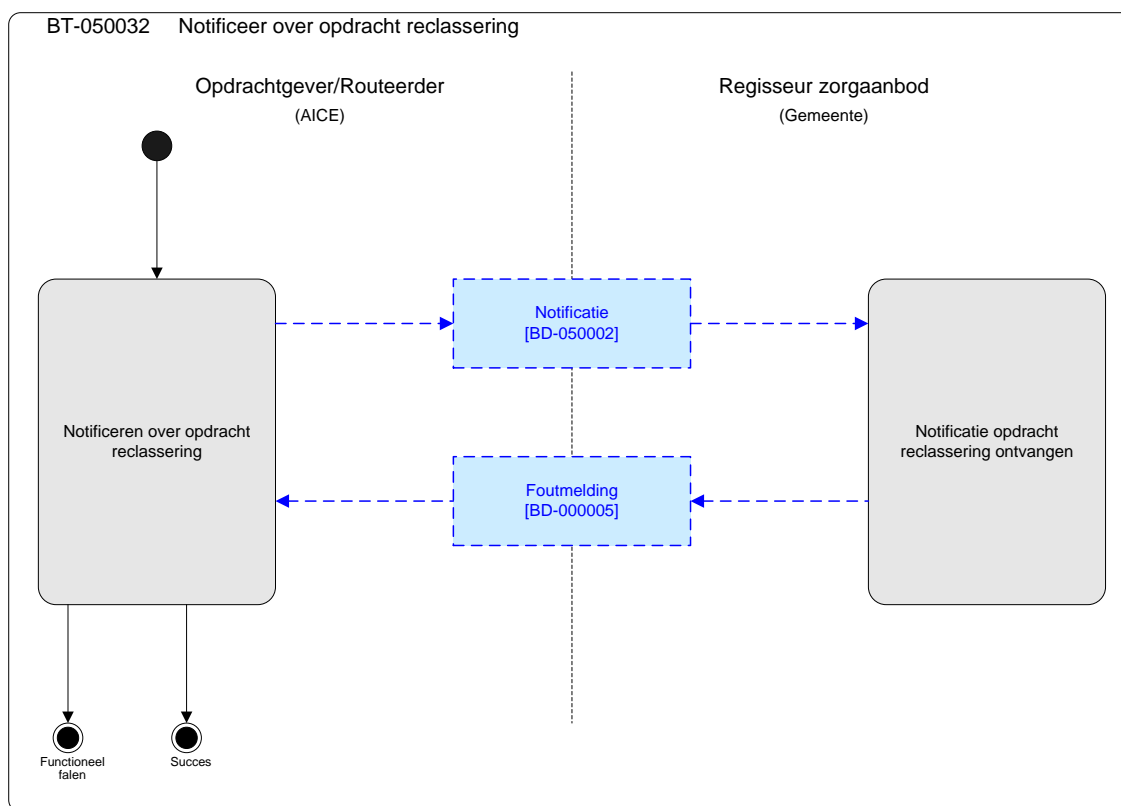 BT-050032 Notificeer over opdracht reclassering
Opdrachtgever/Routeerder
(AICE)
Regisseur zorgaanbod
(Gemeente)
Notificatie
[BD-050002]
Notificeren over opdracht
reclassering
Notificatie opdracht
reclassering ontvangen
Foutmelding
[BD-000005]
Functioneel
falen
Succes